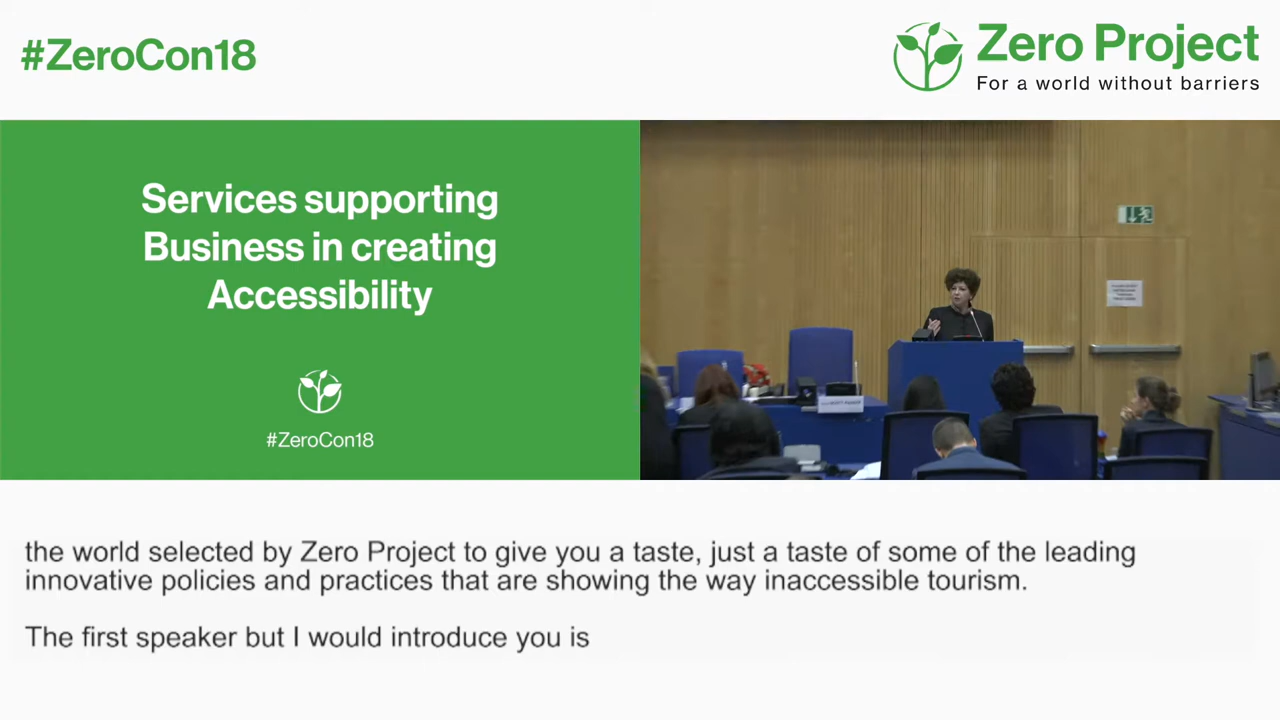 #ZeroCon18
Zero Project
For a world without barriers
Services supporting
Business in creating
Accessibility
#ZeroCon18
the world selected by Zero Project to give you a taste, just a taste of some of the leading
innovative policies and practices that are showing the way inaccessible tourism.
The first speaker but I would introduce you is